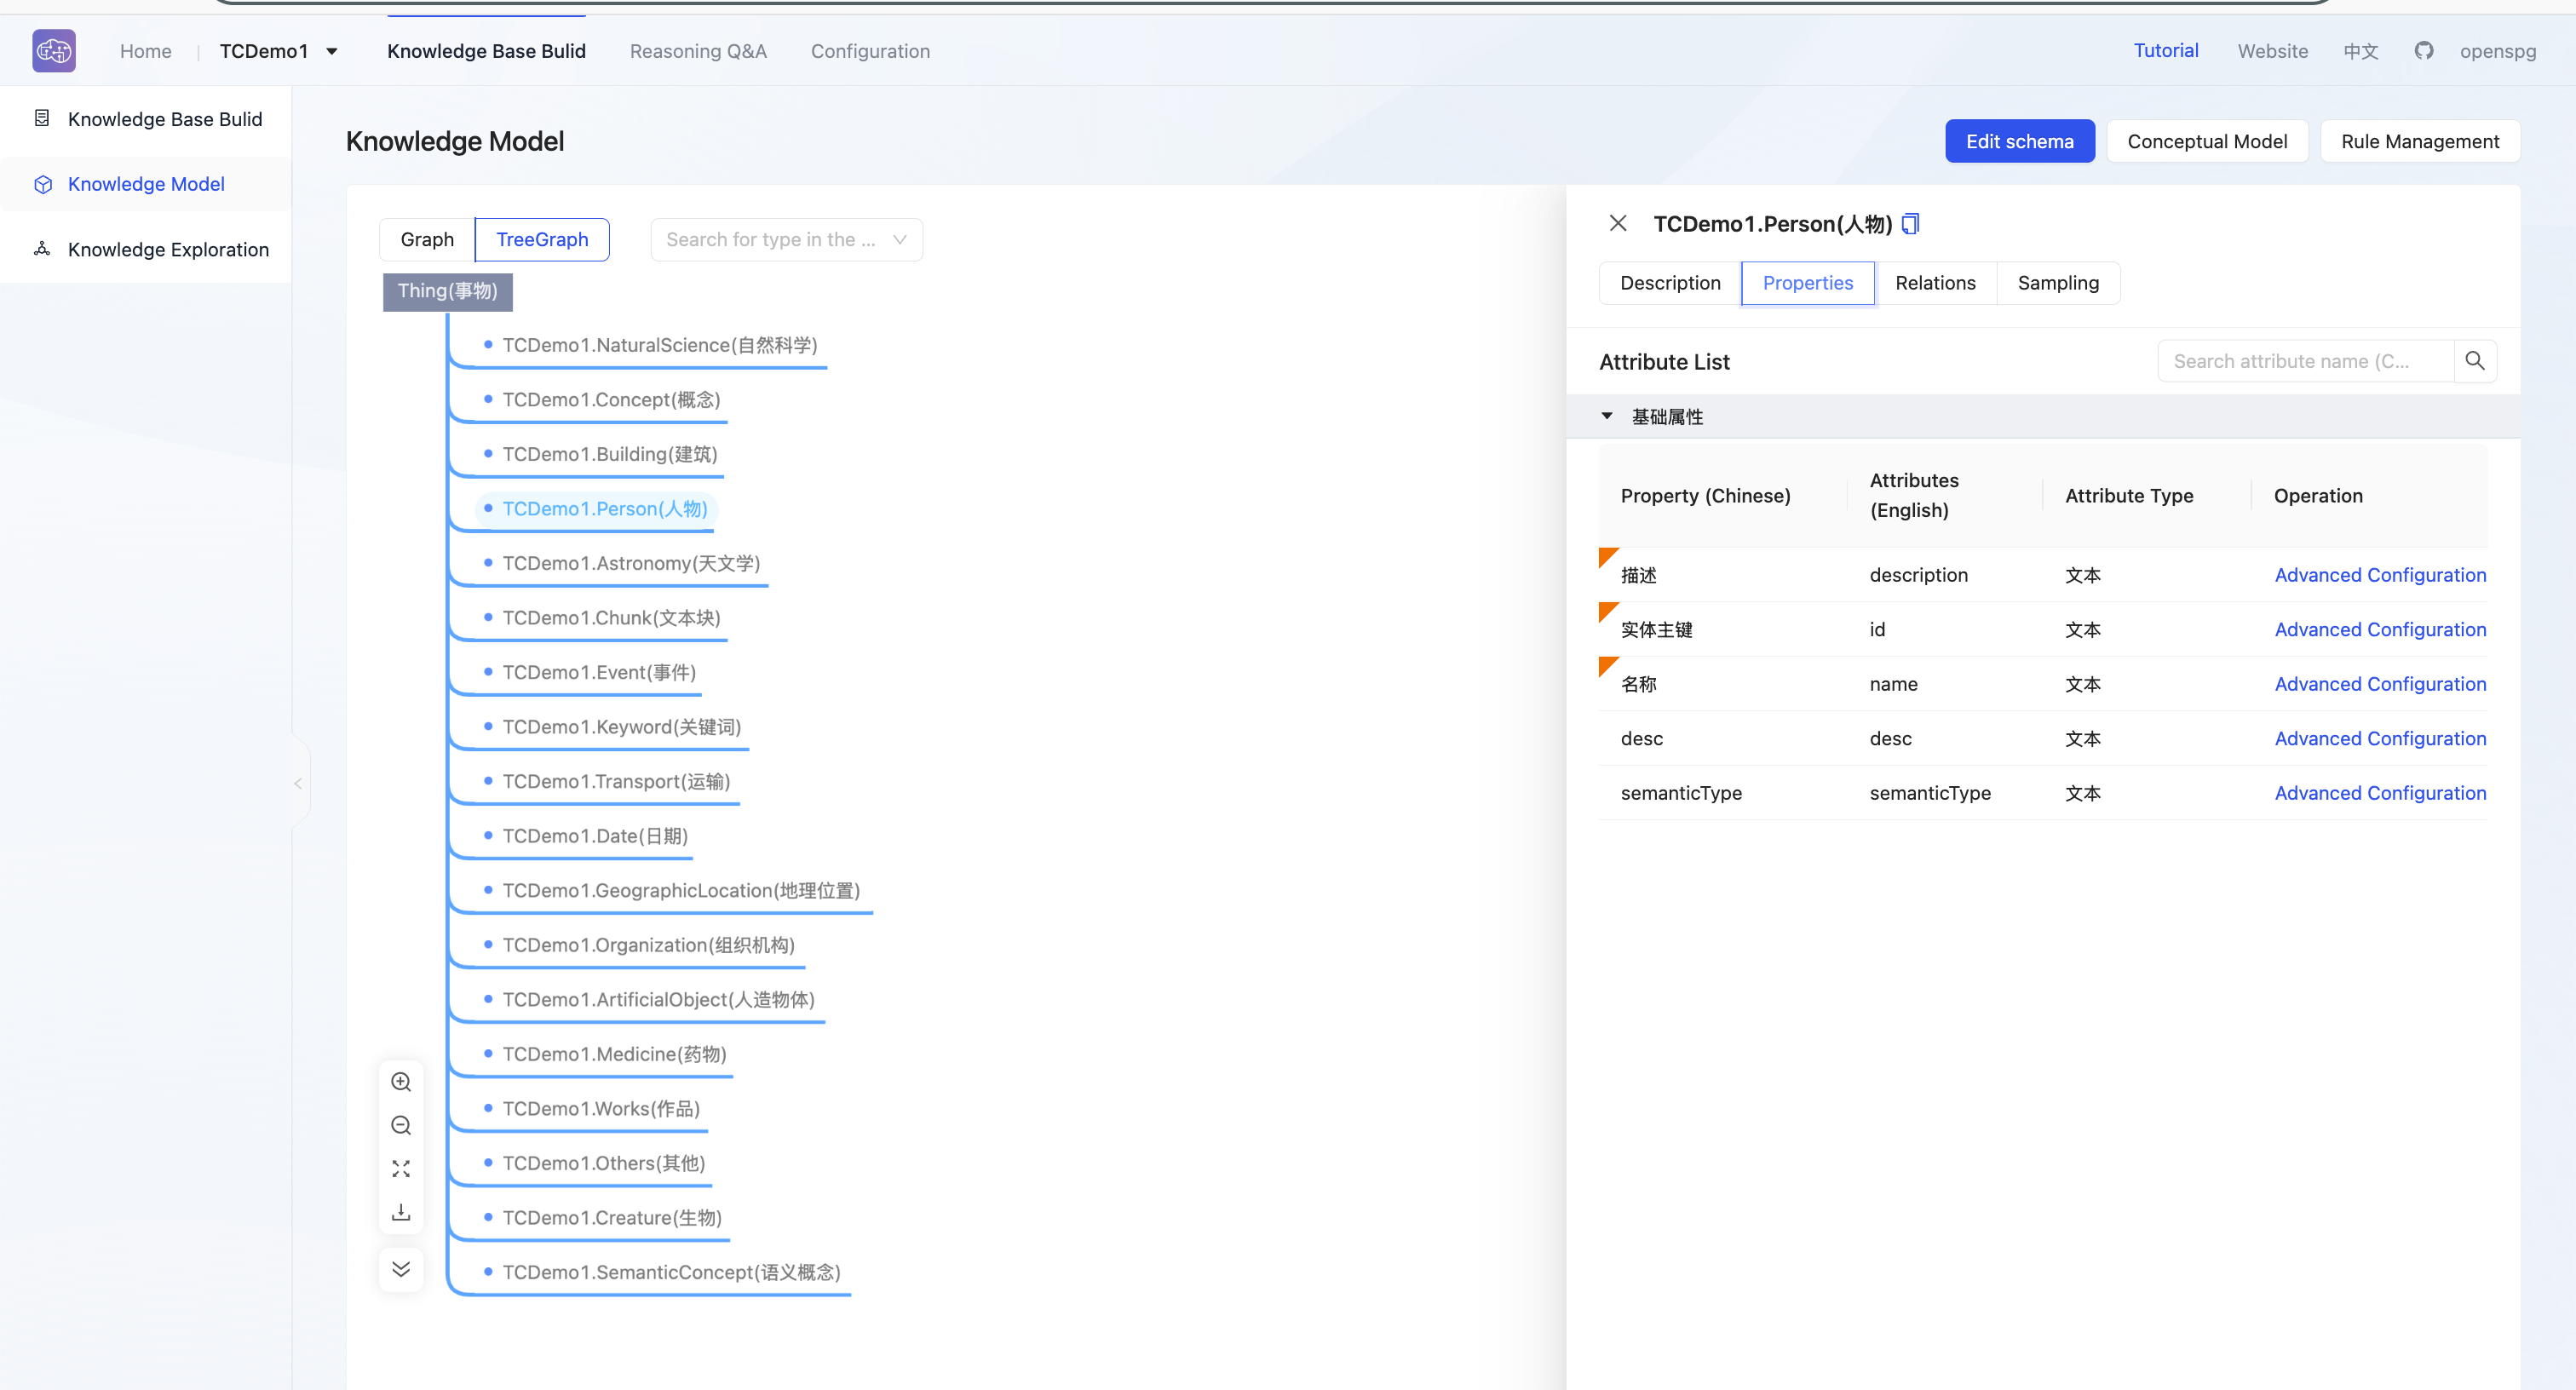 Home
TCDemo1
Knowledge Base Bulid
Reasoning Q&A
Configuration
Tutorial
Website
中文
openspg
Knowledge Base Bulid
Knowledge Model
Knowledge Exploration
Knowledge Model
Edit schema
Conceptual Model
Rule Management
Graph
TreeGraph
Search for type in the ...
Thing(事物)
TCDemo1.NaturalScience(自然科学)
TCDemo1.Concept(概念)
TCDemo1.Building(建筑)
TCDemo1.Person(人物)
TCDemo1.Astronomy(天文学)
TCDemo1.Chunk(文本块)
TCDemo1.Event(事件)
TCDemo1.Keyword(关键词)
TCDemo1.Transport(运输)
TCDemo1.Date(日期)
TCDemo1.GeographicLocation(地理位置)
TCDemo1.Organization(组织机构)
TCDemo1.ArtificialObject(人造物体)
TCDemo1.Medicine(药物)
TCDemo1.Works(作品)
TCDemo1.Others(其他)
TCDemo1.Creature(生物)
TCDemo1.SemanticConcept(语义概念)
TCDemo1.Person(人物)
Description
Properties
Relations
Sampling
Attribute List
Search attribute name (C...
基础属性
Property (Chinese)
Attributes
(English)
Attribute Type
Operation
描述 description 文本 Advanced Configuration
实体主键 id 文本 Advanced Configuration
名称 name 文本 Advanced Configuration
desc desc 文本 Advanced Configuration
semanticType semanticType 文本 Advanced Configuration